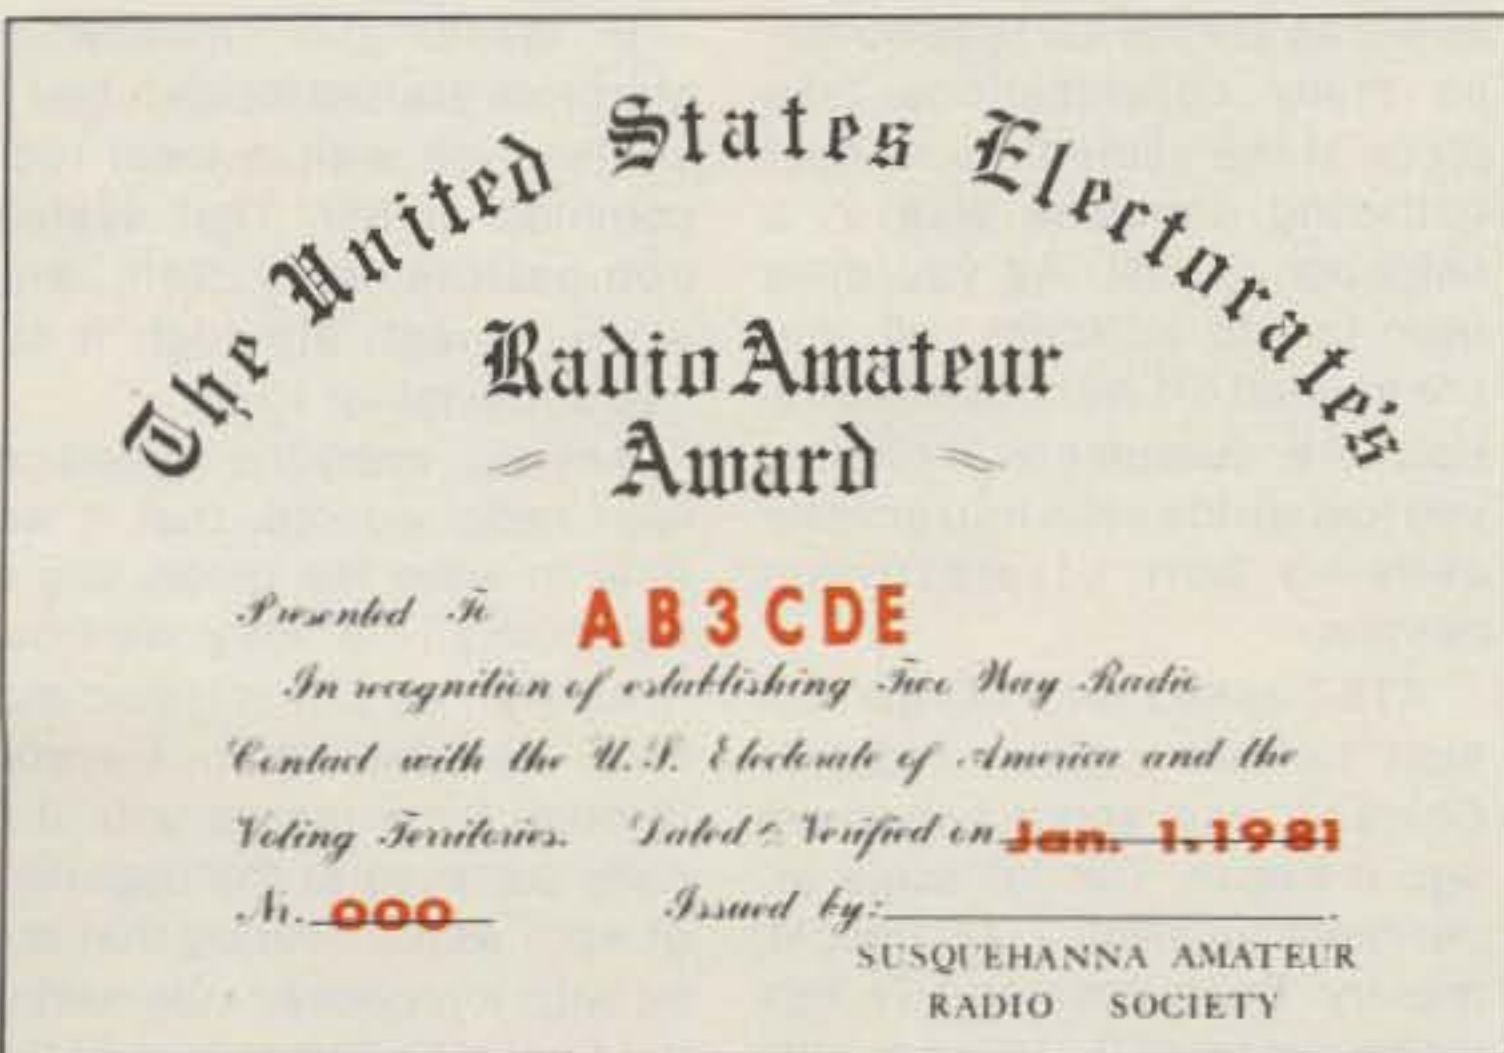 The United States Electorate's
Radio Amateur
Award
Presented To AB3CDE
In recognition of establishing Two Way Radio
Contact with the U.S. Electorate of America and the
Voting Territories. Dated & Verified on Jan. 1, 1981
Nr. 000 Issued by:
SUSQUEHANNA AMATEUR
RADIO SOCIETY